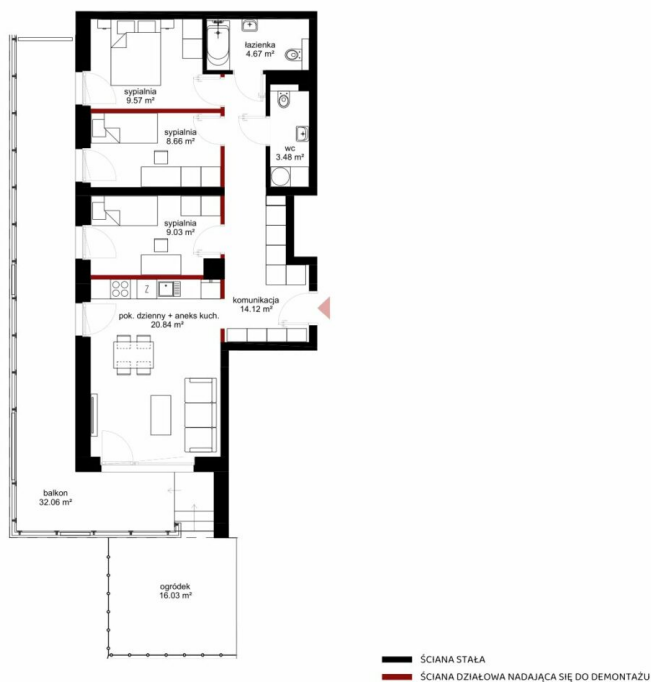 łazienka
4.67 m²
sypialnia
9.57 m²
sypialnia
8.66 m²
wc
3.48 m²
sypialnia
9.03 m²
komunikacja
14.12 m²
Z
pok. dzienny + aneks kuch.
20.84 m²
balkon
32.06 m²
ogródek
16.03 m²
ŚCIANA STAŁA
ŚCIANA DZIAŁOWA NADAJĄCA SIĘ DO DEMONTAŻU